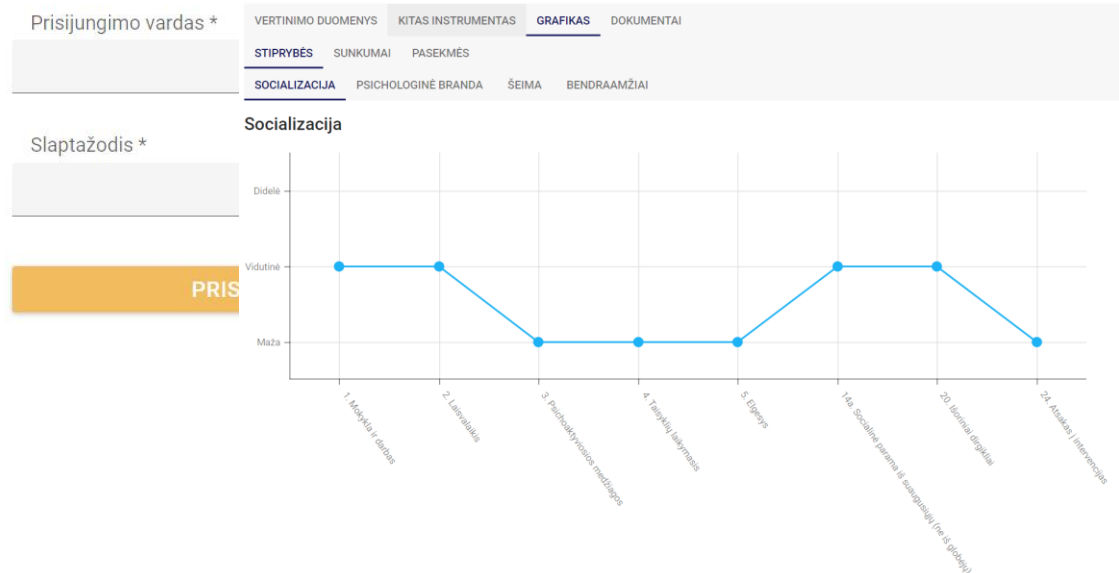 Prisijungimo vardas *
Slaptažodis *
PRIS
VERTINIMO DUOMENYS KITAS INSTRUMENTAS GRAFIKAS DOKUMENTAI
STIPRYBĖS SUNKUMAI PASEKMĖS
SOCIALIZACIJA PSICHOLOGINĖ BRANDA ŠEIMA BENDRAAMŽIAI
Socializacija
Didelė
Vidutinė
Maža
1. Mokykla ir darbas
2. Laisvalaikis
3. Psichoaktyviosios medžiagos
4. Taisyklių laikymasis
5. Elgesys
14a. Socialinė parama iš suaugusiųjų (ne iš globėjų)
20. Išoriniai dirgikliai
24. Atsakas į intervencijas